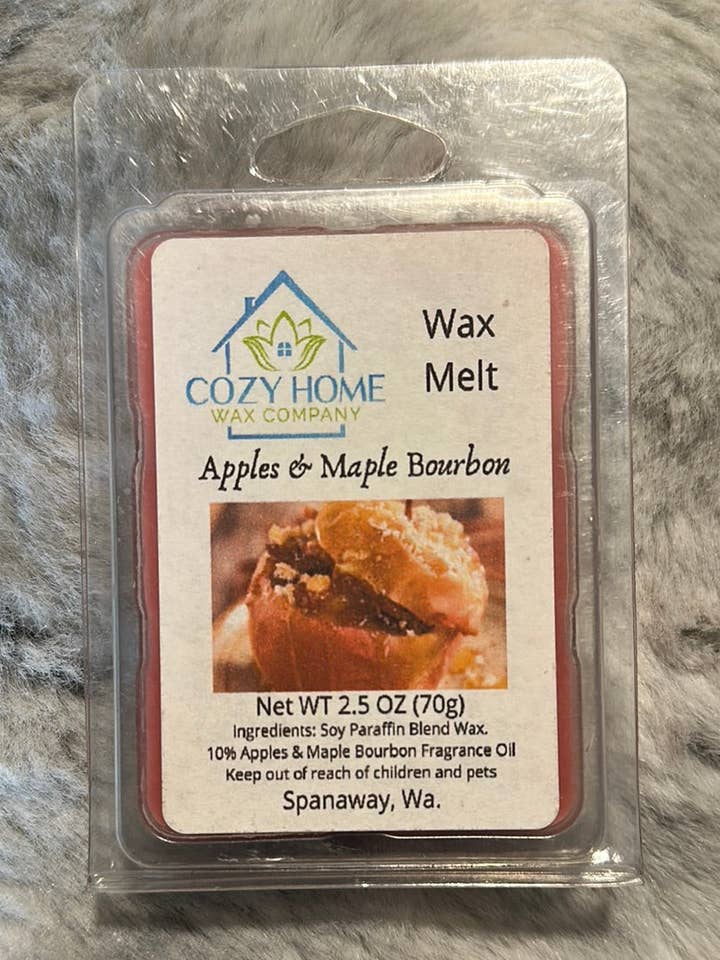 COZY HOME
WAX COMPANY
Wax
Melt
Apples & Maple Bourbon
Net WT 2.5 OZ (70g)
Ingredients: Soy Paraffin Blend Wax.
10% Apples & Maple Bourbon Fragrance Oil
Keep out of reach of children and pets
Spanaway, Wa.